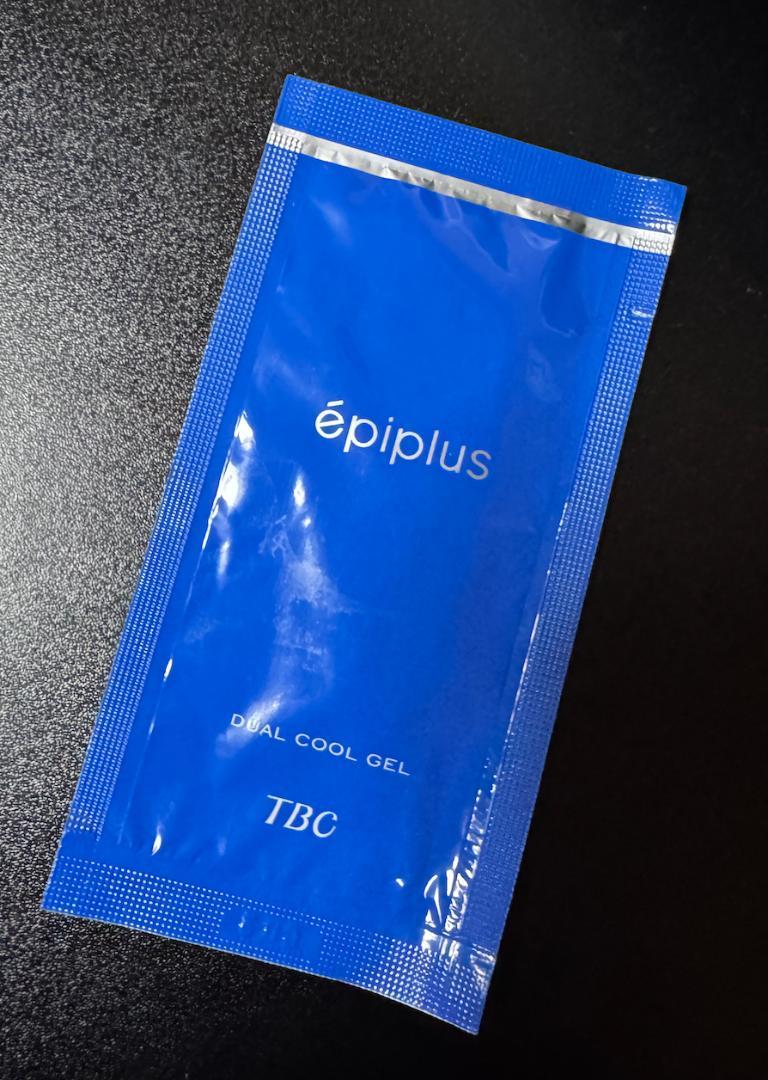 épiplus
DUAL COOL GEL
TBC